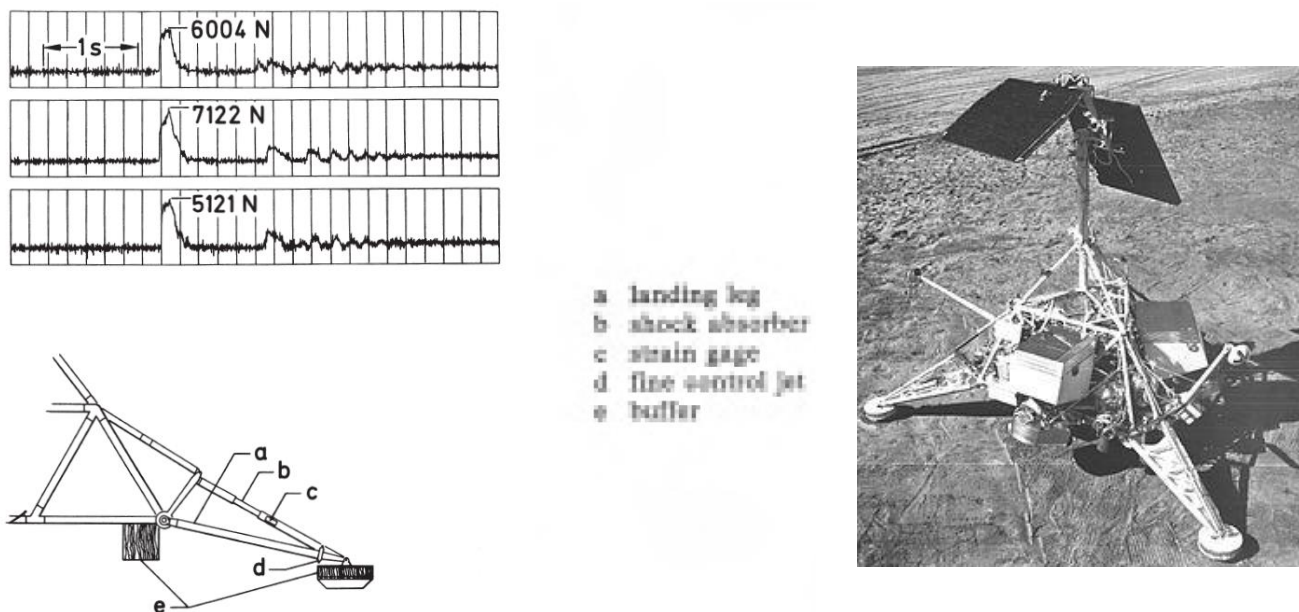 6004 N
1s
7122 N
5121 N
a landing leg
b shock absorber
c strain gage
d fine control jet
e buffer
a
b
c
d
e